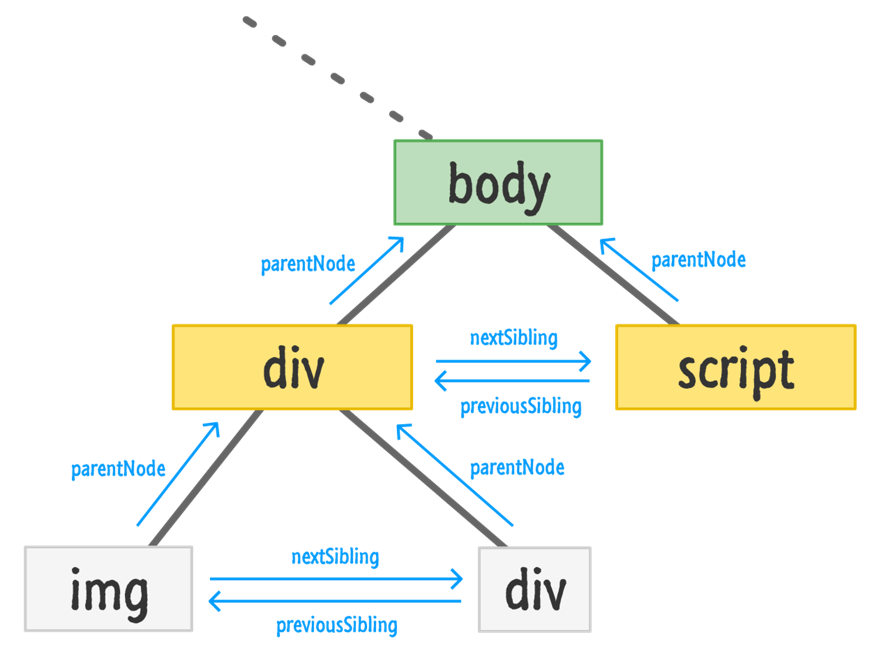 body
parentNode
parentNode
nextSibling
div
script
previousSibling
parentNode
parentNode
nextSibling
img
div
previousSibling